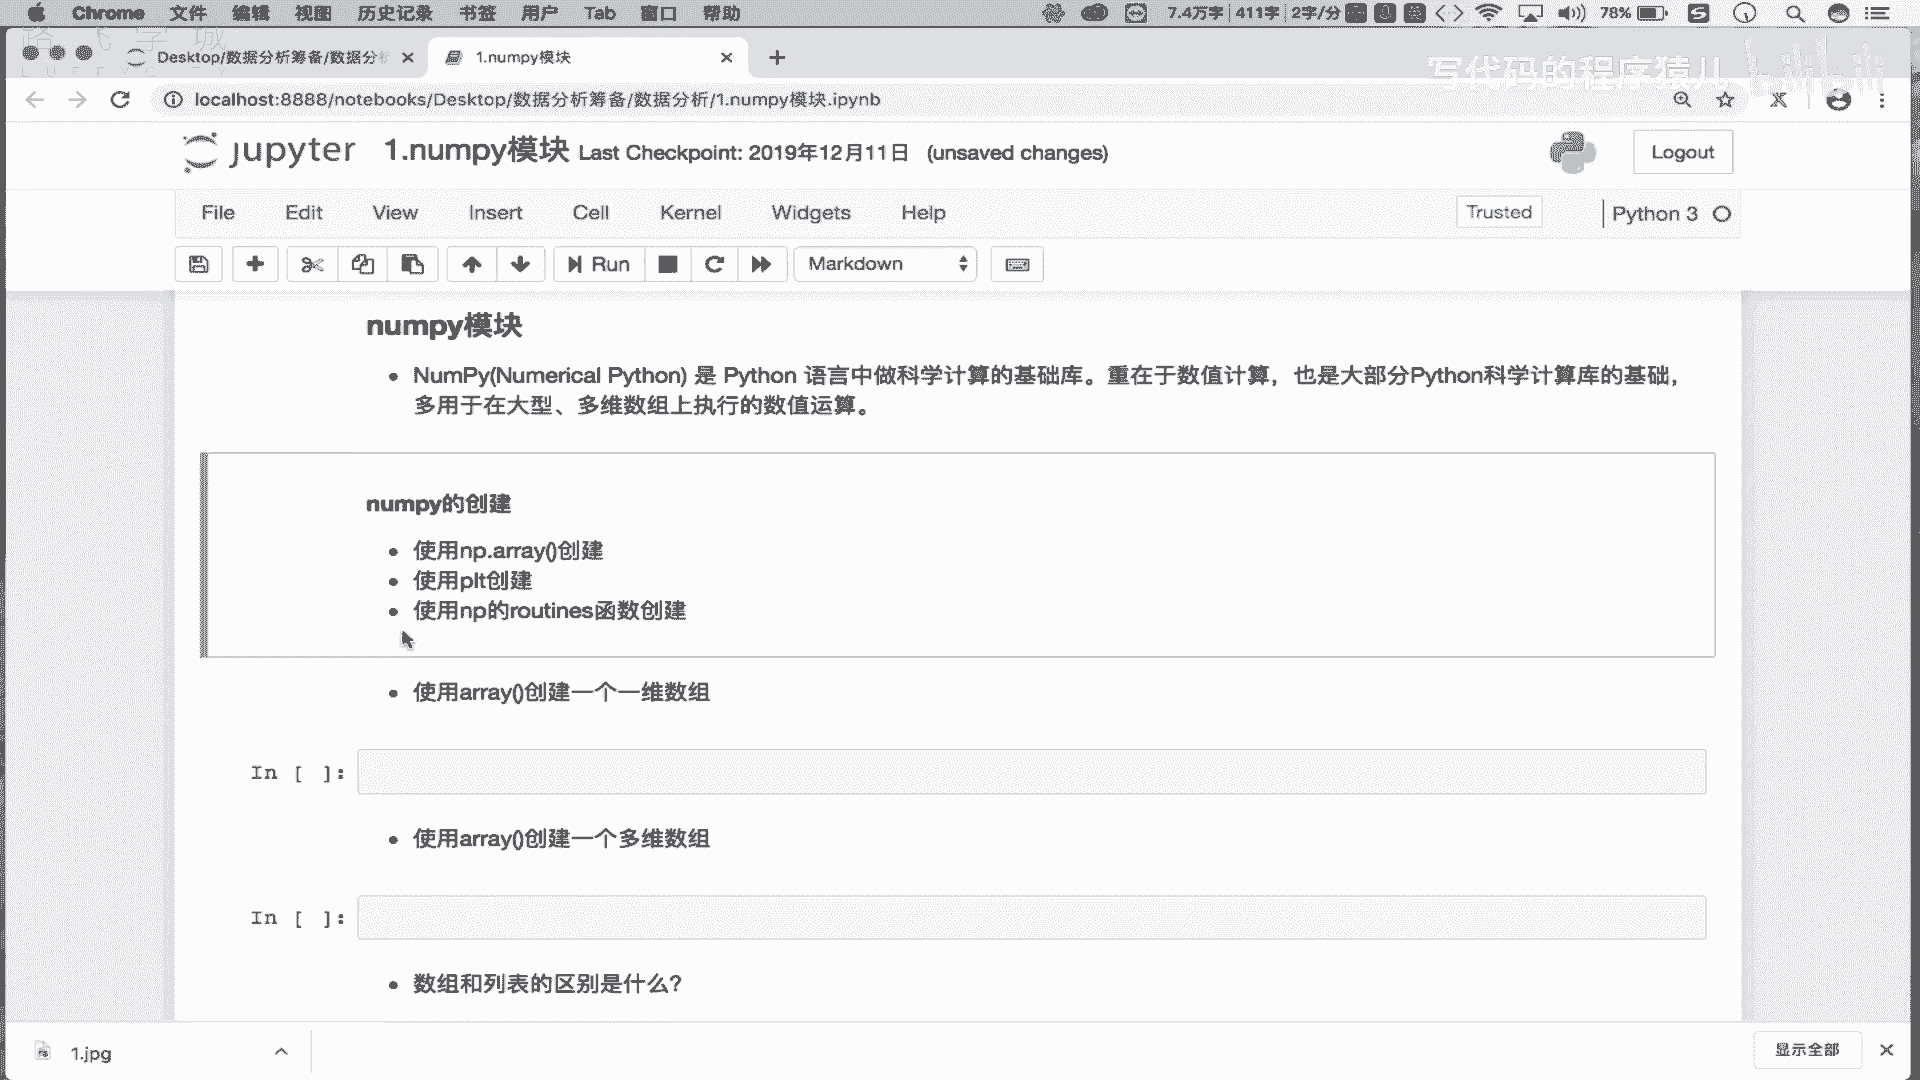 Chrome 文件 编辑 视图 历史记录 书签 用户 Tab 窗口 帮助 7.4万字 411字 2字/分 78%
Desktop/数据分析筹备/数据分析 1.numpy模块
写代码的程序猿儿 bilibili
localhost:8888/notebooks/Desktop/数据分析筹备/数据分析/1.numpy模块.ipynb
jupyter 1.numpy模块 Last Checkpoint: 2019年12月11日 (unsaved changes) Logout
File Edit View Insert Cell Kernel Widgets Help Trusted Python 3
Run Markdown
numpy模块
NumPy(Numerical Python) 是 Python 语言中做科学计算的基础库。重在于数值计算，也是大部分Python科学计算库的基础，
多用于在大型、多维数组上执行的数值运算。
numpy的创建
使用np.array()创建
使用plt创建
使用np的routines函数创建
使用array()创建一个一维数组
In [ ]:
使用array()创建一个多维数组
In [ ]:
数组和列表的区别是什么?
1.jpg 显示全部